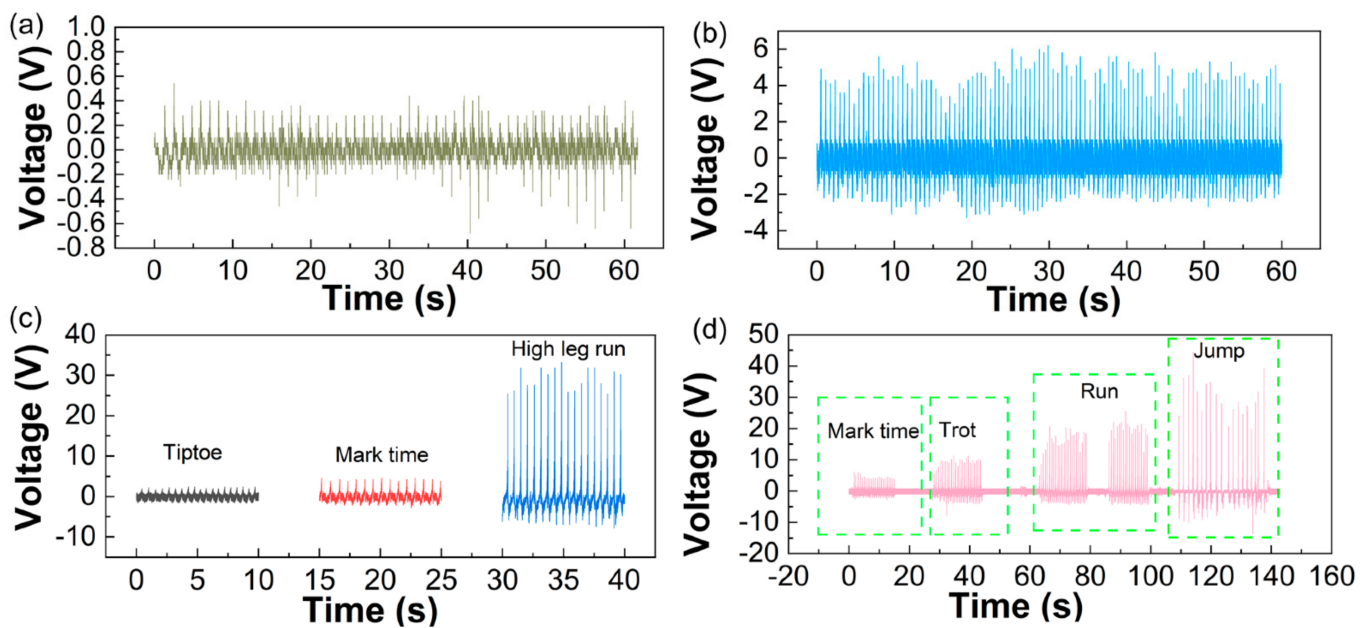 (a)
1.0
0.8
0.6
0.4
0.2
0.0
-0.2
-0.4
-0.6
-0.8
Voltage (V)
0 10 20 30 40 50 60
Time (s)
(b)
6
4
2
0
-2
-4
Voltage (V)
0 10 20 30 40 50 60
Time (s)
(c)
40
30
20
10
0
-10
Voltage (V)
Tiptoe
Mark time
High leg run
0 5 10 15 20 25 30 35 40
Time (s)
(d)
50
40
30
20
10
0
-10
-20
Voltage (V)
Mark time
Trot
Run
Jump
-20 0 20 40 60 80 100 120 140 160
Time (s)